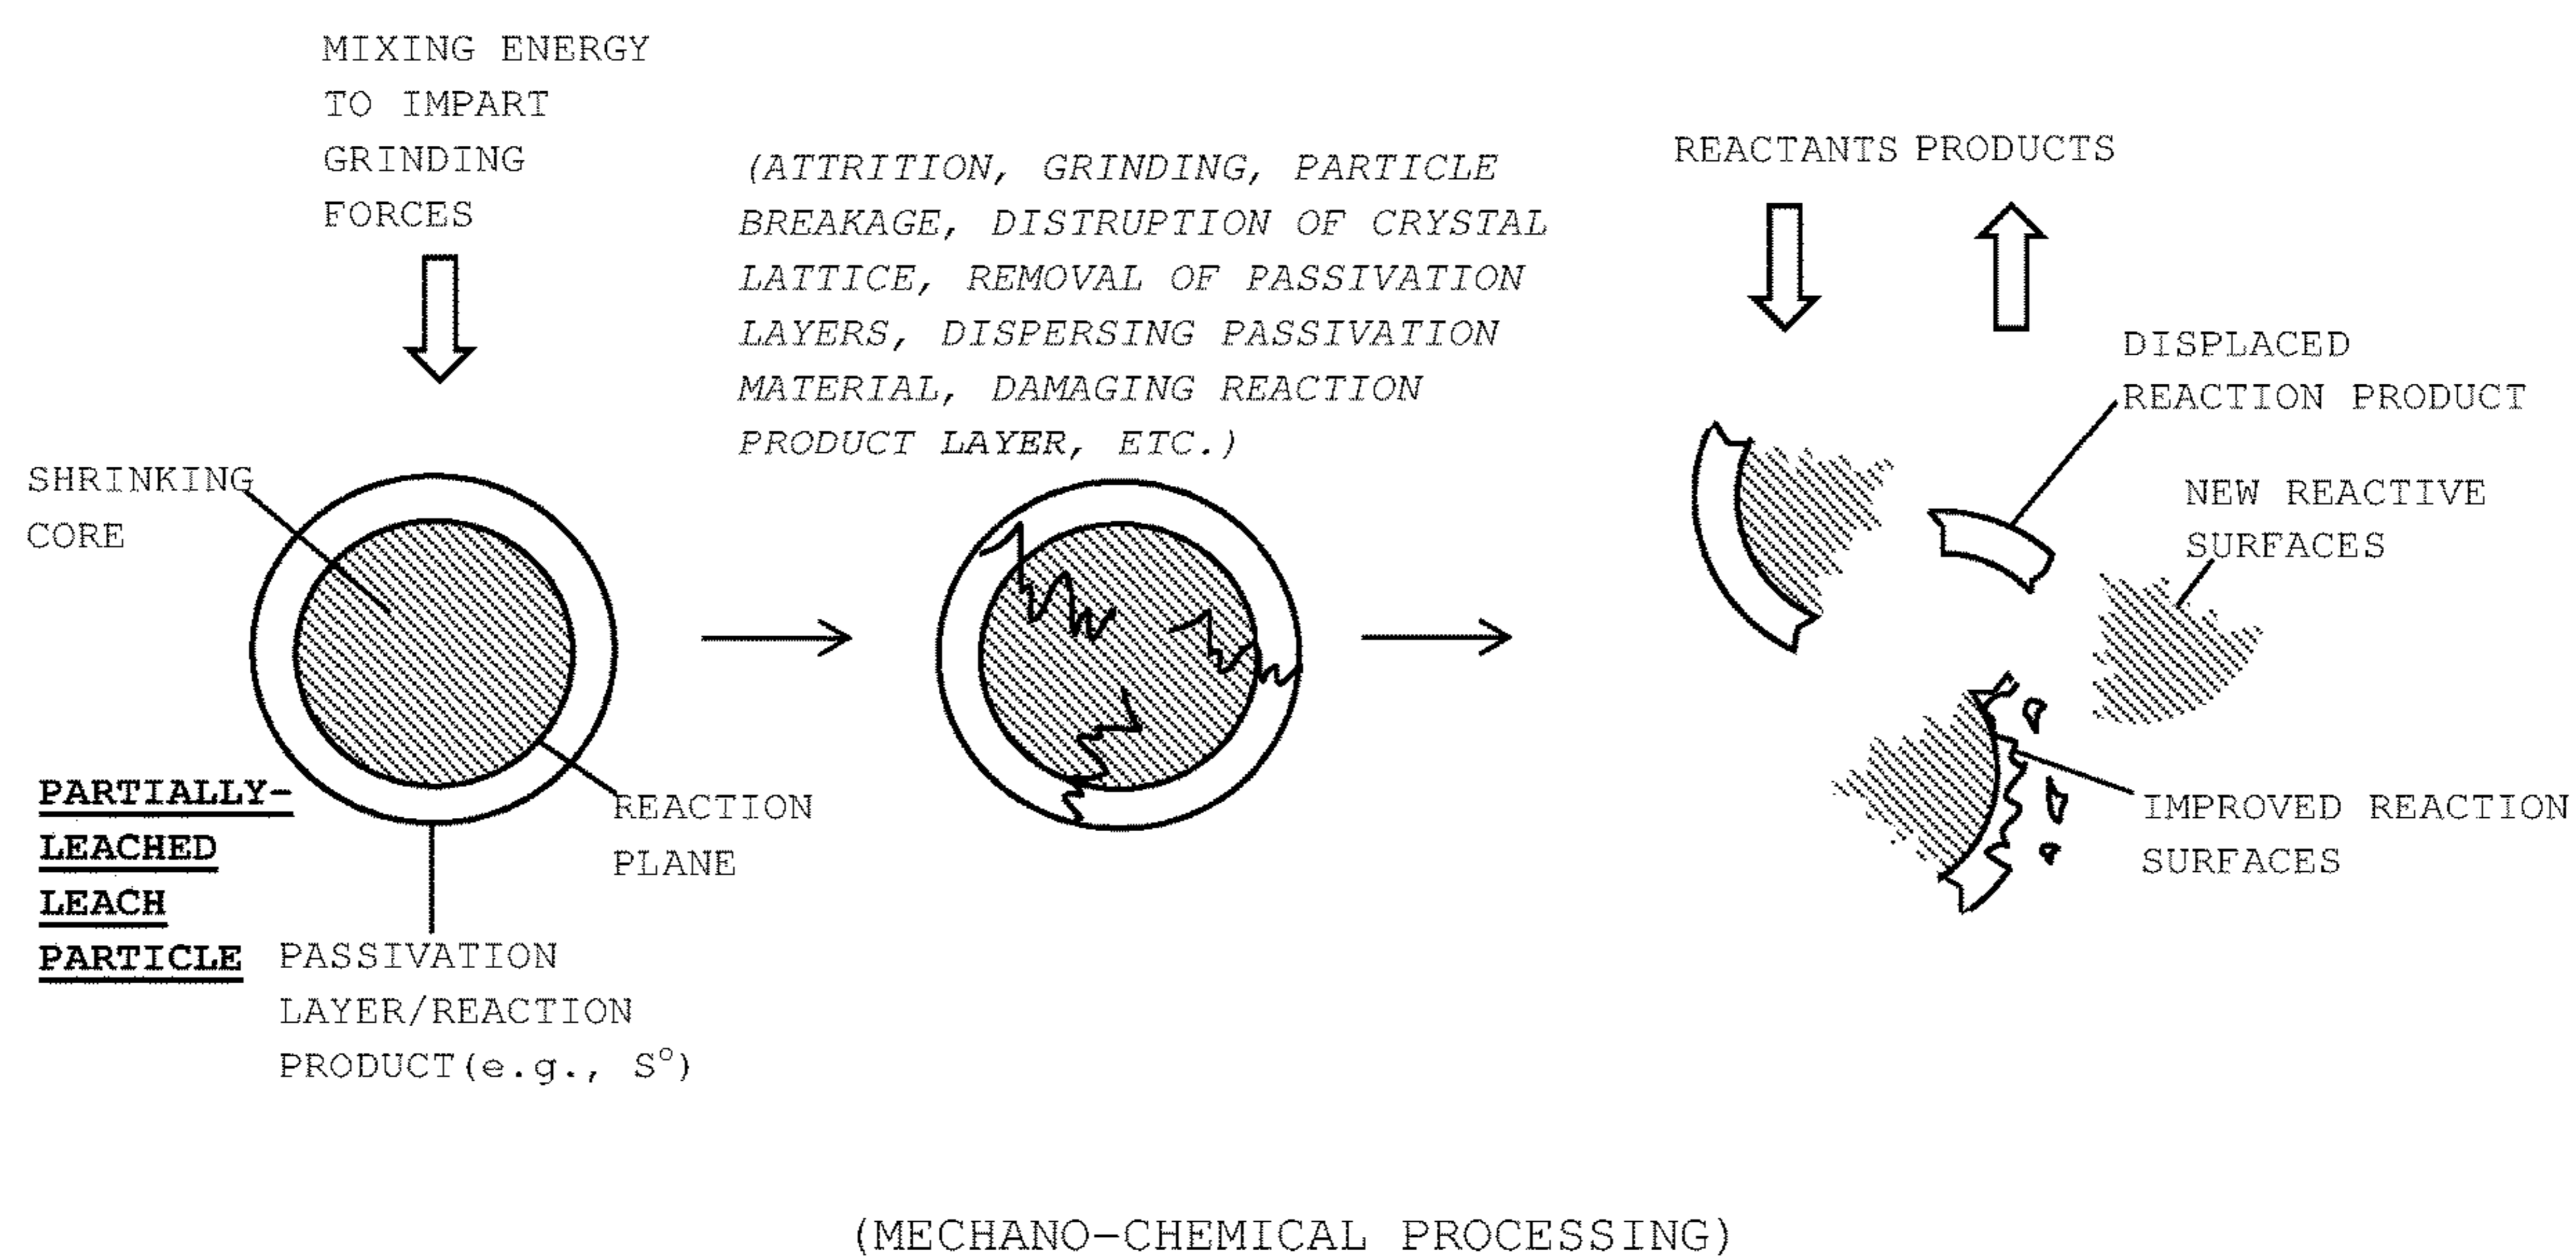 MIXING ENERGY
TO IMPART
GRINDING
FORCES
(ATTRITION, GRINDING, PARTICLE
BREAKAGE, DISTRUPTION OF CRYSTAL
LATTICE, REMOVAL OF PASSIVATION
LAYERS, DISPERSING PASSIVATION
MATERIAL, DAMAGING REACTION
PRODUCT LAYER, ETC.)
REACTANTS PRODUCTS
DISPLACED
REACTION PRODUCT
NEW REACTIVE
SURFACES
SHRINKING
CORE
PARTIALLY-
LEACHED
LEACH
PARTICLE
REACTION
PLANE
PASSIVATION
LAYER/REACTION
PRODUCT(e.g., S°)
IMPROVED REACTION
SURFACES
(MECHANO-CHEMICAL PROCESSING)